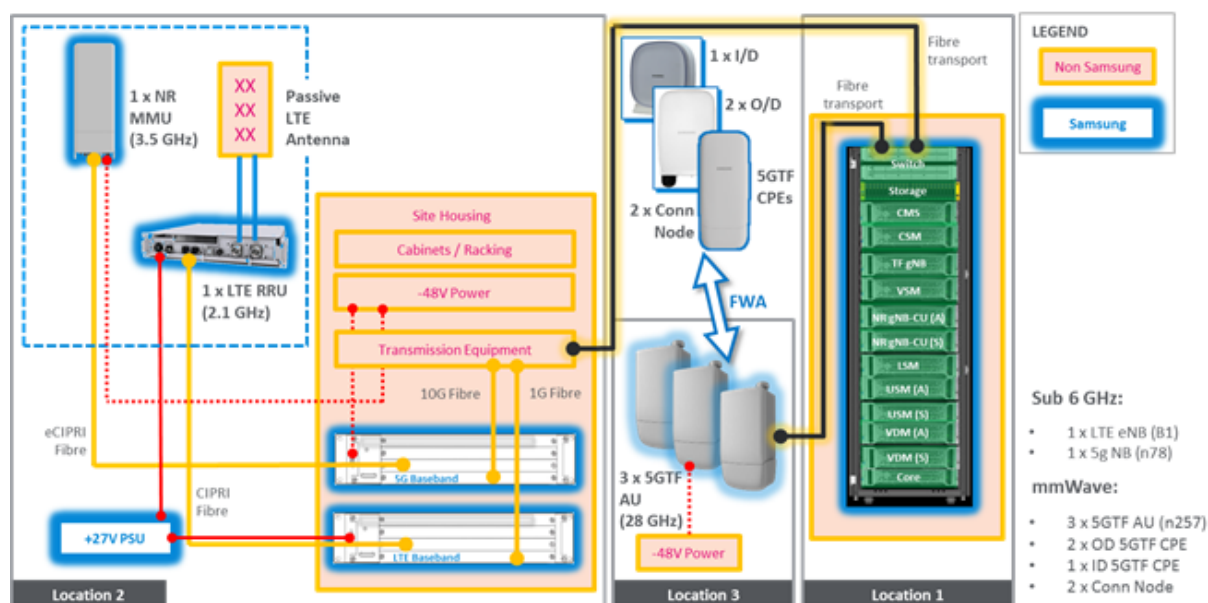 1 x NR
MMU
(3.5 GHz)
XX
XX
XX
Passive
LTE
Antenna
1 x LTE RRU
(2.1 GHz)
Site Housing
Cabinets / Racking
-48V Power
Transmission Equipment
10G Fibre
1G Fibre
eCIPRI
Fibre
CIPRI
Fibre
5G Baseband
LTE Baseband
+27V PSU
Location 2
1 x I/D
2 x O/D
5GTF
CPEs
2 x Conn
Node
FWA
3 x 5GTF
AU
(28 GHz)
-48V Power
Location 3
Fibre
transport
Fibre
transport
Switch
Storage
CMS
CSM
TF gNB
VSM
NR gNB-CU (A)
NR gNB-CU (S)
LSM
USM (A)
USM (S)
VDM (A)
VDM (S)
Core
Location 1
LEGEND
Non Samsung
Samsung
Sub 6 GHz:
• 1 x LTE eNB (B1)
• 1 x 5g NB (n78)
mmWave:
• 3 x 5GTF AU (n257)
• 2 x OD 5GTF CPE
• 1 x ID 5GTF CPE
• 2 x Conn Node